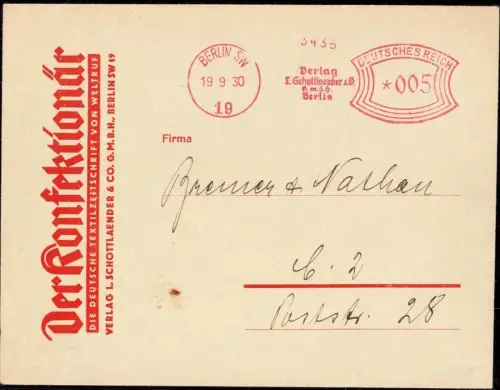 Der Konfektionär
DIE DEUTSCHE TEXTILZEITSCHRIFT VON WELTRUF
VERLAG L. SCHOTTLAENDER & CO. G.M.B.H., BERLIN SW 19
BERLIN SW
19 9 30
19
3435
Verlag
L. Schottlaender & Co.
G.m.b.H.
Berlin
DEUTSCHES REICH
*005
Firma
Bremer & Nathan
C. 2
Poststr. 28